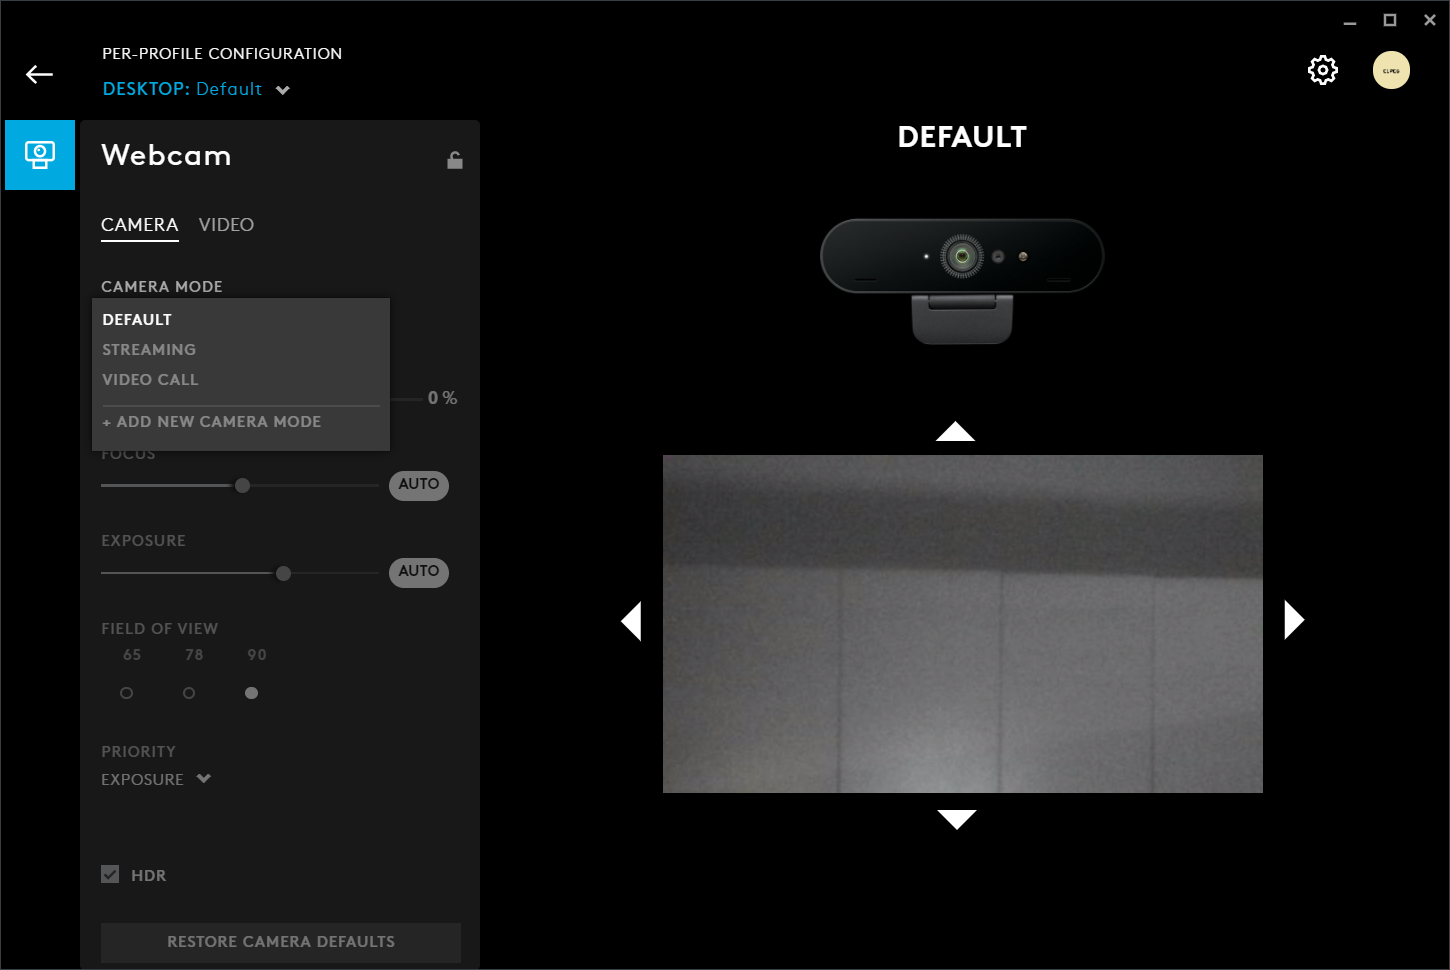 PER-PROFILE CONFIGURATION
DESKTOP: Default
Webcam
CAMERA VIDEO
CAMERA MODE
DEFAULT
STREAMING
VIDEO CALL
+ ADD NEW CAMERA MODE
0 %
FOCUS
AUTO
EXPOSURE
AUTO
FIELD OF VIEW
65 78 90
PRIORITY
EXPOSURE
HDR
RESTORE CAMERA DEFAULTS
DEFAULT